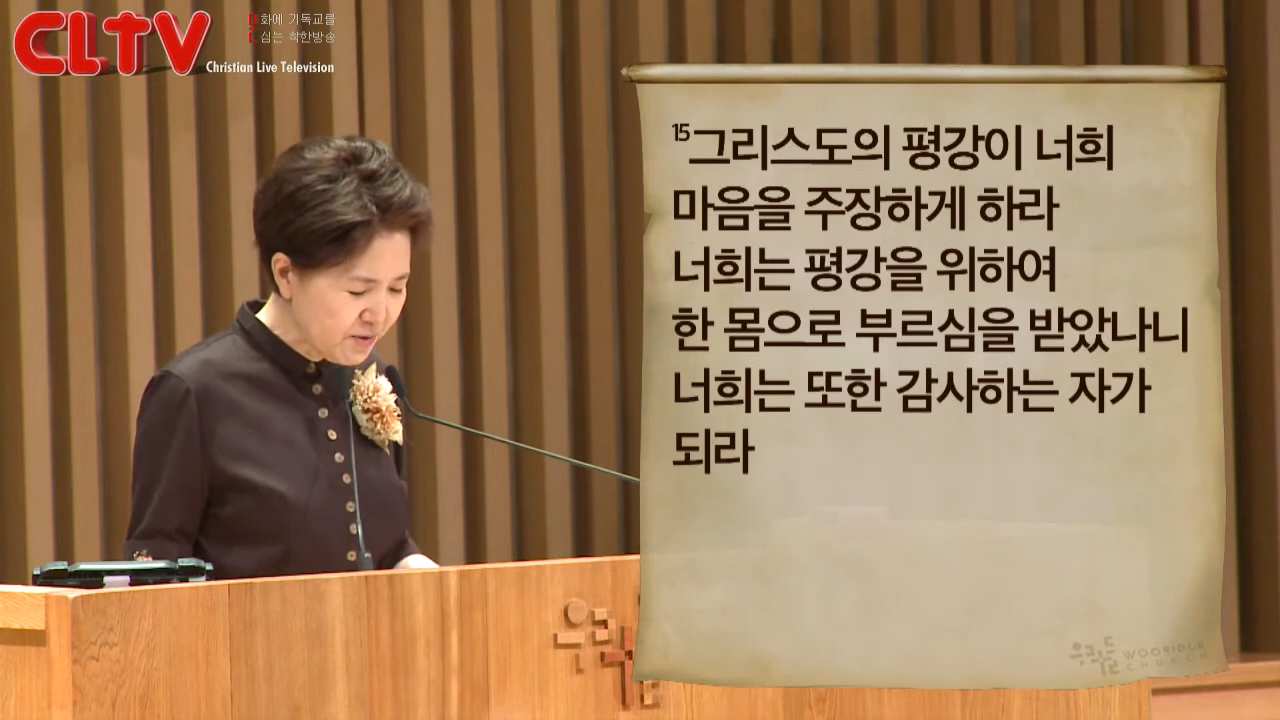 CLTV
화에 기독교를
심는 착한방송
Christian Live Television
15그리스도의 평강이 너희
마음을 주장하게 하라
너희는 평강을 위하여
한 몸으로 부르심을 받았나니
너희는 또한 감사하는 자가
되라
우리들
WOORIDLE
CHURCH